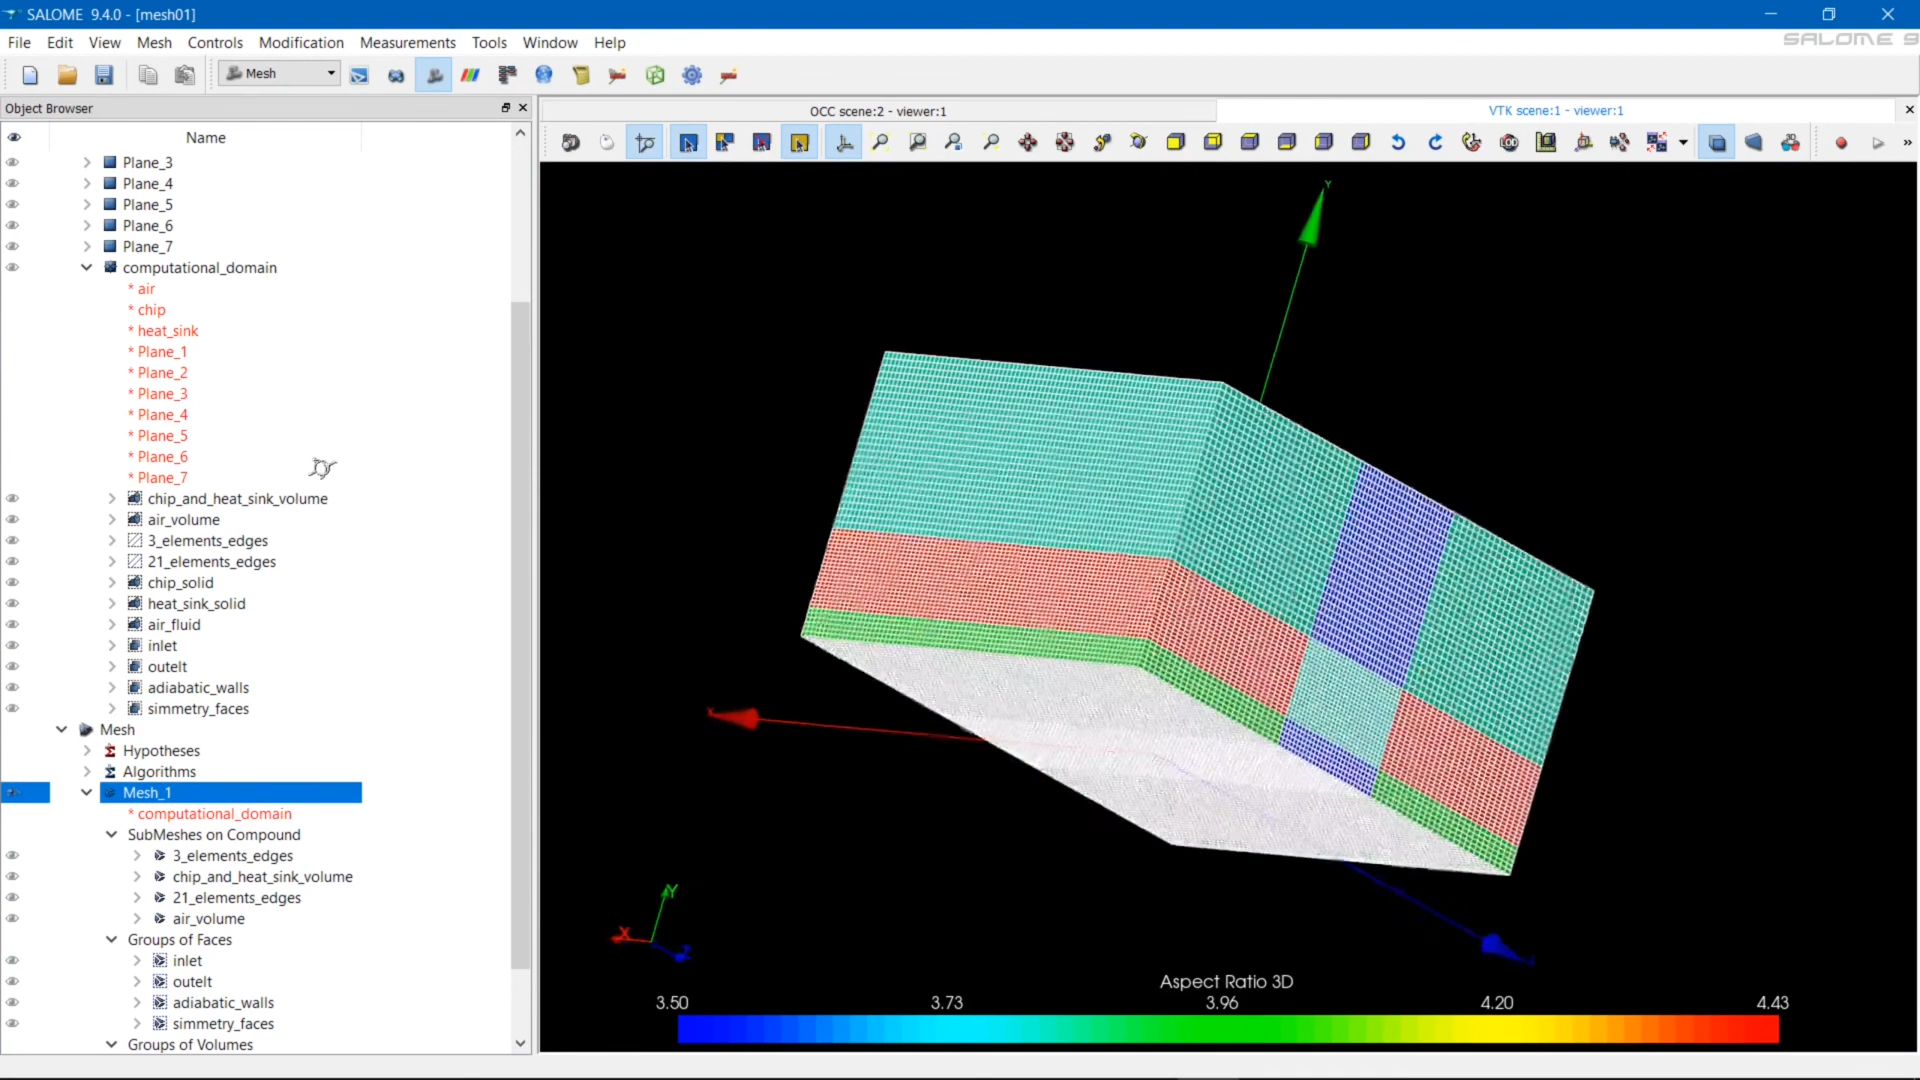 SALOME 9.4.0 - [mesh01]
File Edit View Mesh Controls Modification Measurements Tools Window Help
SALOME 9
Mesh
Object Browser
OCC scene:2 - viewer:1
VTK scene:1 - viewer:1
Name
Plane_3
Plane_4
Plane_5
Plane_6
Plane_7
computational_domain
* air
* chip
* heat_sink
* Plane_1
* Plane_2
* Plane_3
* Plane_4
* Plane_5
* Plane_6
* Plane_7
chip_and_heat_sink_volume
air_volume
3_elements_edges
21_elements_edges
chip_solid
heat_sink_solid
air_fluid
inlet
outelt
adiabatic_walls
simmetry_faces
Mesh
Hypotheses
Algorithms
Mesh_1
* computational_domain
SubMeshes on Compound
3_elements_edges
chip_and_heat_sink_volume
21_elements_edges
air_volume
Groups of Faces
inlet
outelt
adiabatic_walls
simmetry_faces
Groups of Volumes
Y
X
Y
X
Z
Aspect Ratio 3D
3.50 3.73 3.96 4.20 4.43